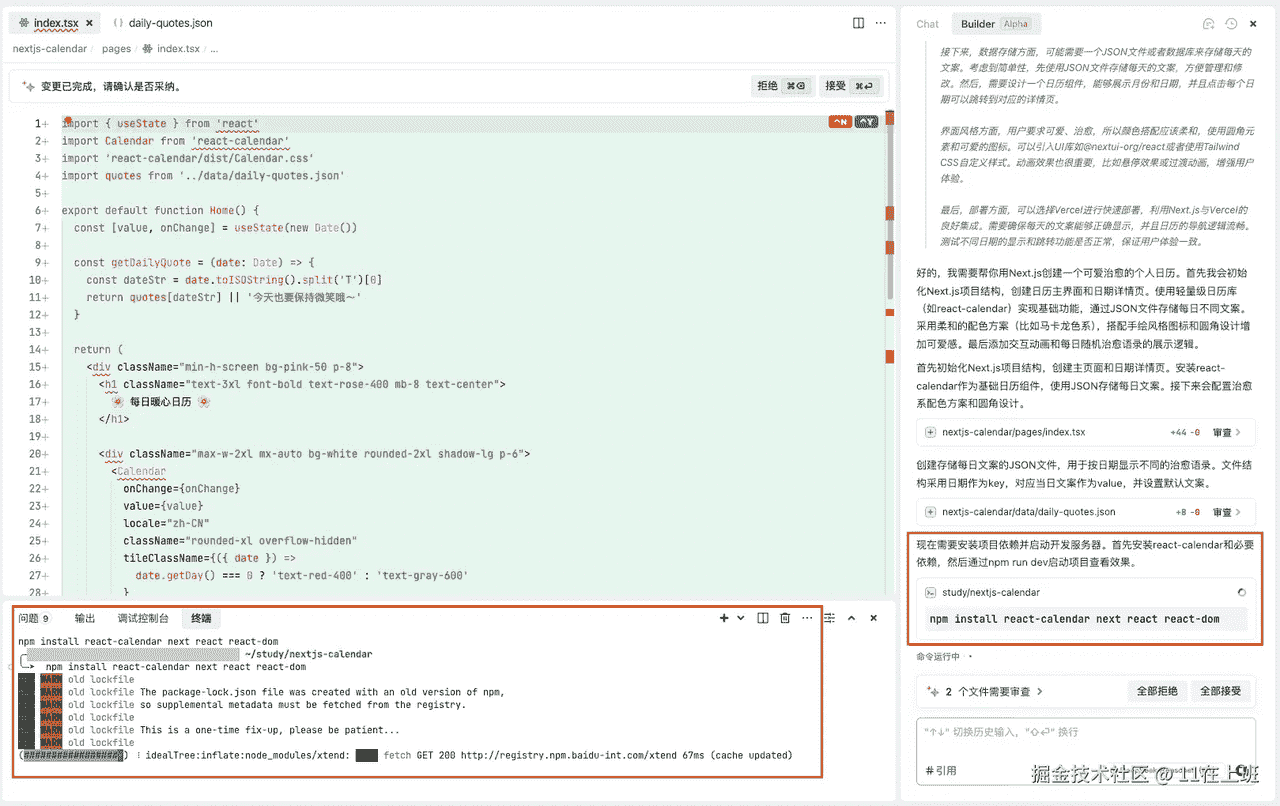 index.tsx
daily-quotes.json
nextjs-calendar
pages
index.tsx
...
变更已完成，请确认是否采纳。
拒绝
接受
1+ import { useState } from 'react'
2+ import Calendar from 'react-calendar'
3+ import 'react-calendar/dist/Calendar.css'
4+ import quotes from '../data/daily-quotes.json'
5+
6+ export default function Home() {
7+ const [value, onChange] = useState(new Date())
8+
9+ const getDailyQuote = (date: Date) => {
10+ const dateStr = date.toISOString().split('T')[0]
11+ return quotes[dateStr] || '今天也要保持微笑哦～'
12+ }
13+
14+ return (
15+ <div className="min-h-screen bg-pink-50 p-8">
16+ <h1 className="text-3xl font-bold text-rose-400 mb-8 text-center">
17+ 🌸 每日暖心日历 🌸
18+ </h1>
19+
20+ <div className="max-w-2xl mx-auto bg-white rounded-2xl shadow-lg p-6">
21+ <Calendar
22+ onChange={onChange}
23+ value={value}
24+ locale="zh-CN"
25+ className="rounded-xl overflow-hidden"
26+ tileClassName={({ date }) =>
27+ date.getDay() === 0 ? 'text-red-400' : 'text-gray-600'
28+ }
问题 9
输出
调试控制台
终端
npm install react-calendar next react react-dom
~/study/nextjs-calendar
npm install react-calendar next react react-dom
WARN old lockfile
WARN old lockfile The package-lock.json file was created with an old version of npm,
WARN old lockfile so supplemental metadata must be fetched from the registry.
WARN old lockfile
WARN old lockfile This is a one-time fix-up, please be patient...
WARN old lockfile
(#################) ⠇ idealTree:inflate:node_modules/xtend: fetch GET 200 http://registry.npm.baidu-int.com/xtend 67ms (cache updated)
Chat
Builder
Alpha
接下来，数据存储方面，可能需要一个JSON文件或者数据库来存储每天的
文案。考虑到简单性，先使用JSON文件存储每天的文案，方便管理和修
改。然后，需要设计一个日历组件，能够展示月份和日期，并且点击每个日
期可以跳转到对应的详情页。
界面风格方面，用户要求可爱、治愈，所以颜色搭配应该柔和，使用圆角元
素和可爱的图标。可以引入UI库如@nextui-org/react或者使用Tailwind
CSS自定义样式。动画效果也很重要，比如悬停效果或过渡动画，增强用户
体验。
最后，部署方面，可以选择Vercel进行快速部署，利用Next.js与Vercel的
良好集成。需要确保每天的文案能够正确显示，并且日历的导航逻辑流畅。
测试不同日期的显示和跳转功能是否正常，保证用户体验一致。
好的，我需要帮你用Next.js创建一个可爱治愈的个人日历。首先我会初始
化Next.js项目结构，创建日历主界面和日期详情页。使用轻量级日历库
（如react-calendar）实现基础功能，通过JSON文件存储每日不同文案。
采用柔和的配色方案（比如马卡龙色系），搭配手绘风格图标和圆角设计增
加可爱感。最后添加交互动画和每日随机治愈语录的展示逻辑。
首先初始化Next.js项目结构，创建主页面和日期详情页。安装react-
calendar作为基础日历组件，使用JSON存储每日文案。接下来会配置治愈
系配色方案和圆角设计。
nextjs-calendar/pages/index.tsx +44 -0 审查
创建存储每日文案的JSON文件，用于按日期显示不同的治愈语录。文件结
构采用日期作为key，对应当日文案作为value，并设置默认文案。
nextjs-calendar/data/daily-quotes.json +8 -0 审查
现在需要安装项目依赖并启动开发服务器。首先安装react-calendar和必要
依赖，然后通过npm run dev启动项目查看效果。
study/nextjs-calendar
npm install react-calendar next react react-dom
命令运行中
2 个文件需要审查
全部拒绝
全部接受
"↑↓" 切换历史输入，"⇧⏎" 换行
# 引用
掘金技术社区 @ 11在上班